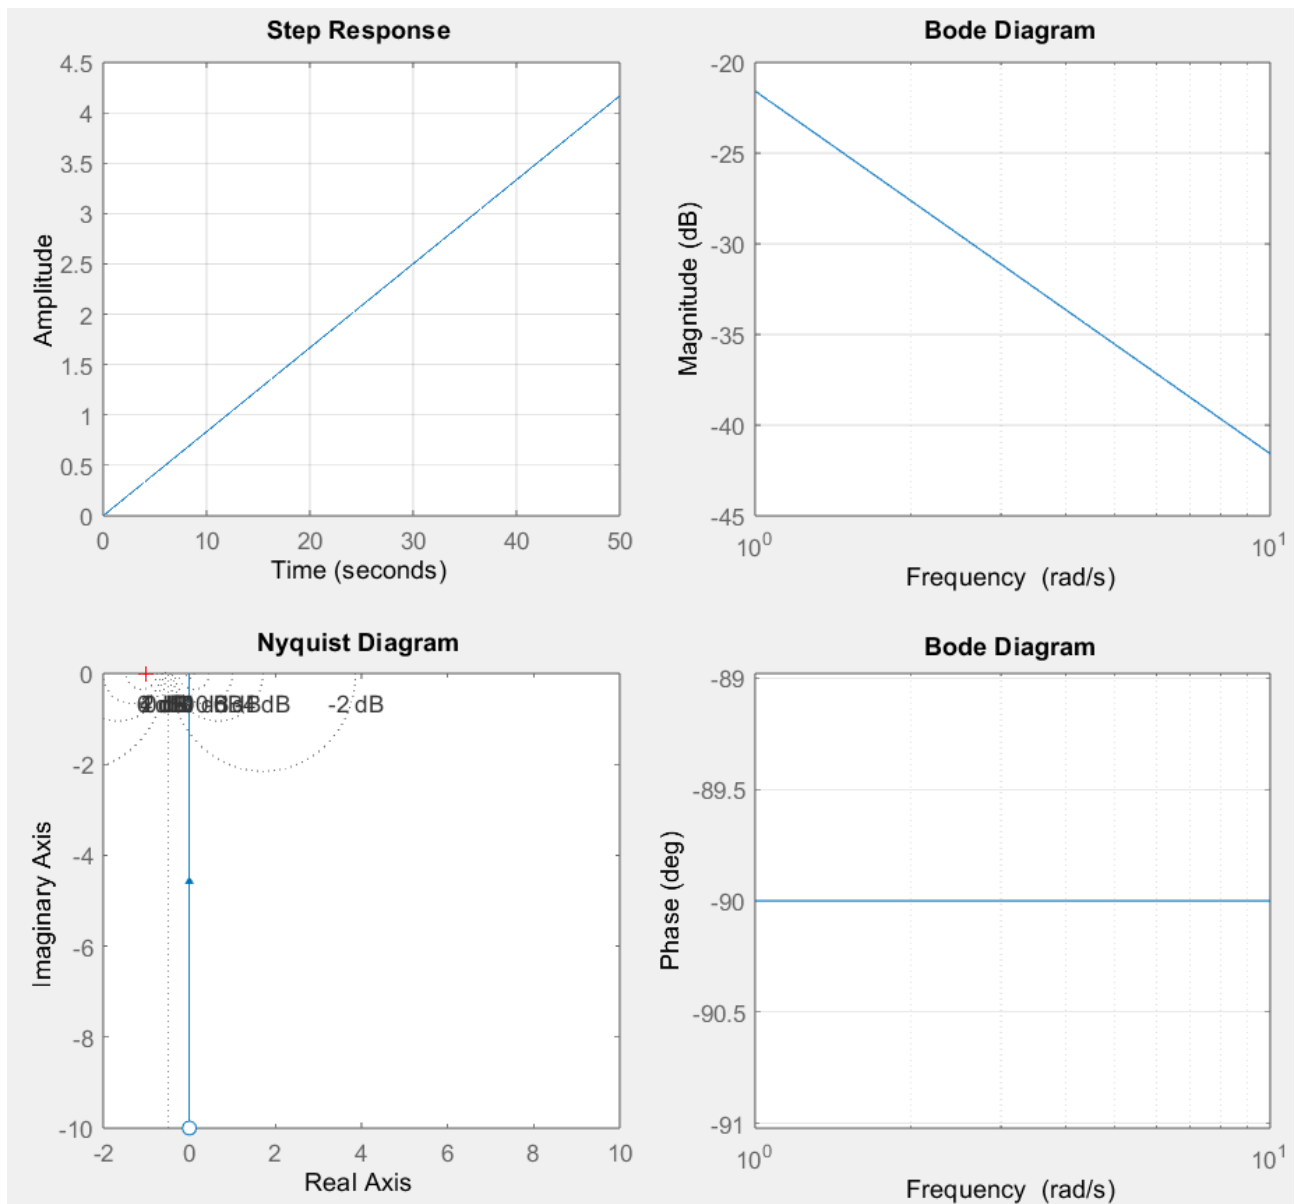 Step Response
4.5
4
3.5
3
2.5
2
1.5
1
0.5
0
Amplitude
0 10 20 30 40 50
Time (seconds)
Bode Diagram
-20
-25
-30
-35
-40
-45
Magnitude (dB)
10^0 10^1
Frequency (rad/s)
Nyquist Diagram
0
-2
-4
-6
-8
-10
Imaginary Axis
-2 dB
-2 0 2 4 6 8 10
Real Axis
Bode Diagram
-89
-89.5
-90
-90.5
-91
Phase (deg)
10^0 10^1
Frequency (rad/s)